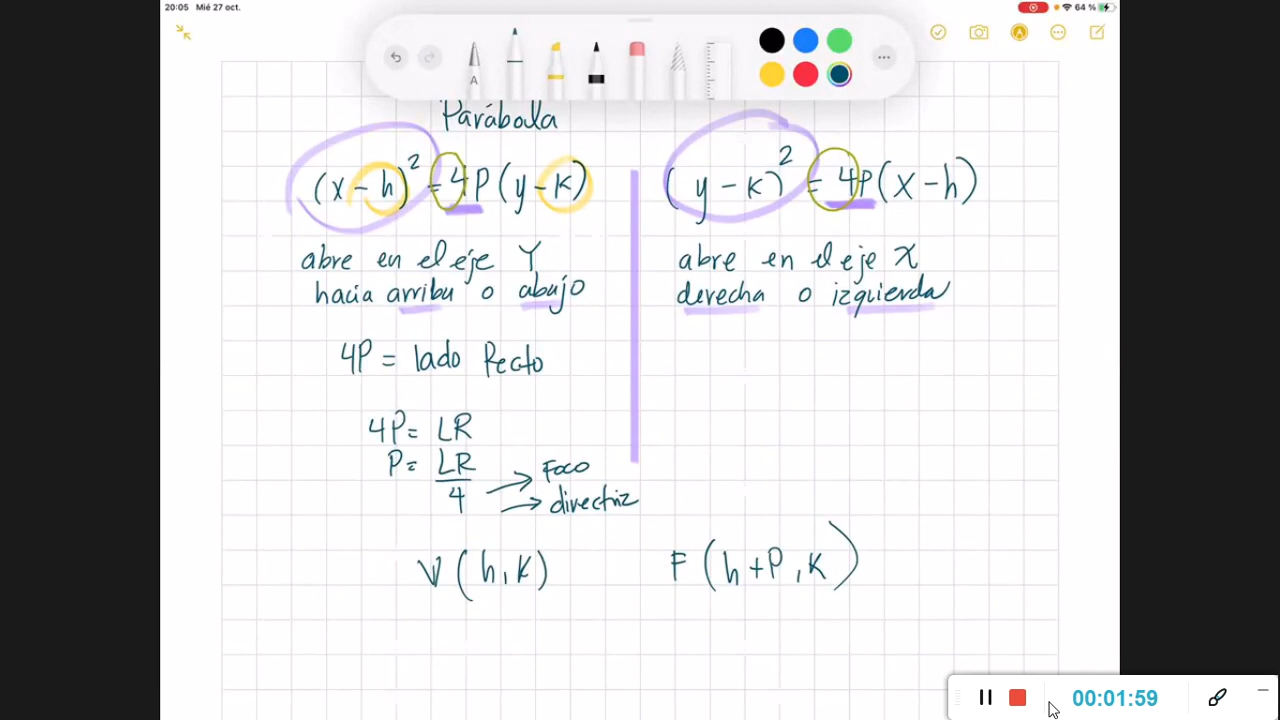 20:05 Mié 27 oct.
64 %
A
Parábola
(x-h)² = 4P(y-k)
(y-k)² = 4P(x-h)
abre en el eje Y
hacia arriba o abajo
abre en el eje X
derecha o izquierda
4P = lado Recto
4P = LR
P = LR
4
Foco
directriz
V(h,k)
F(h+P,k)
00:01:59